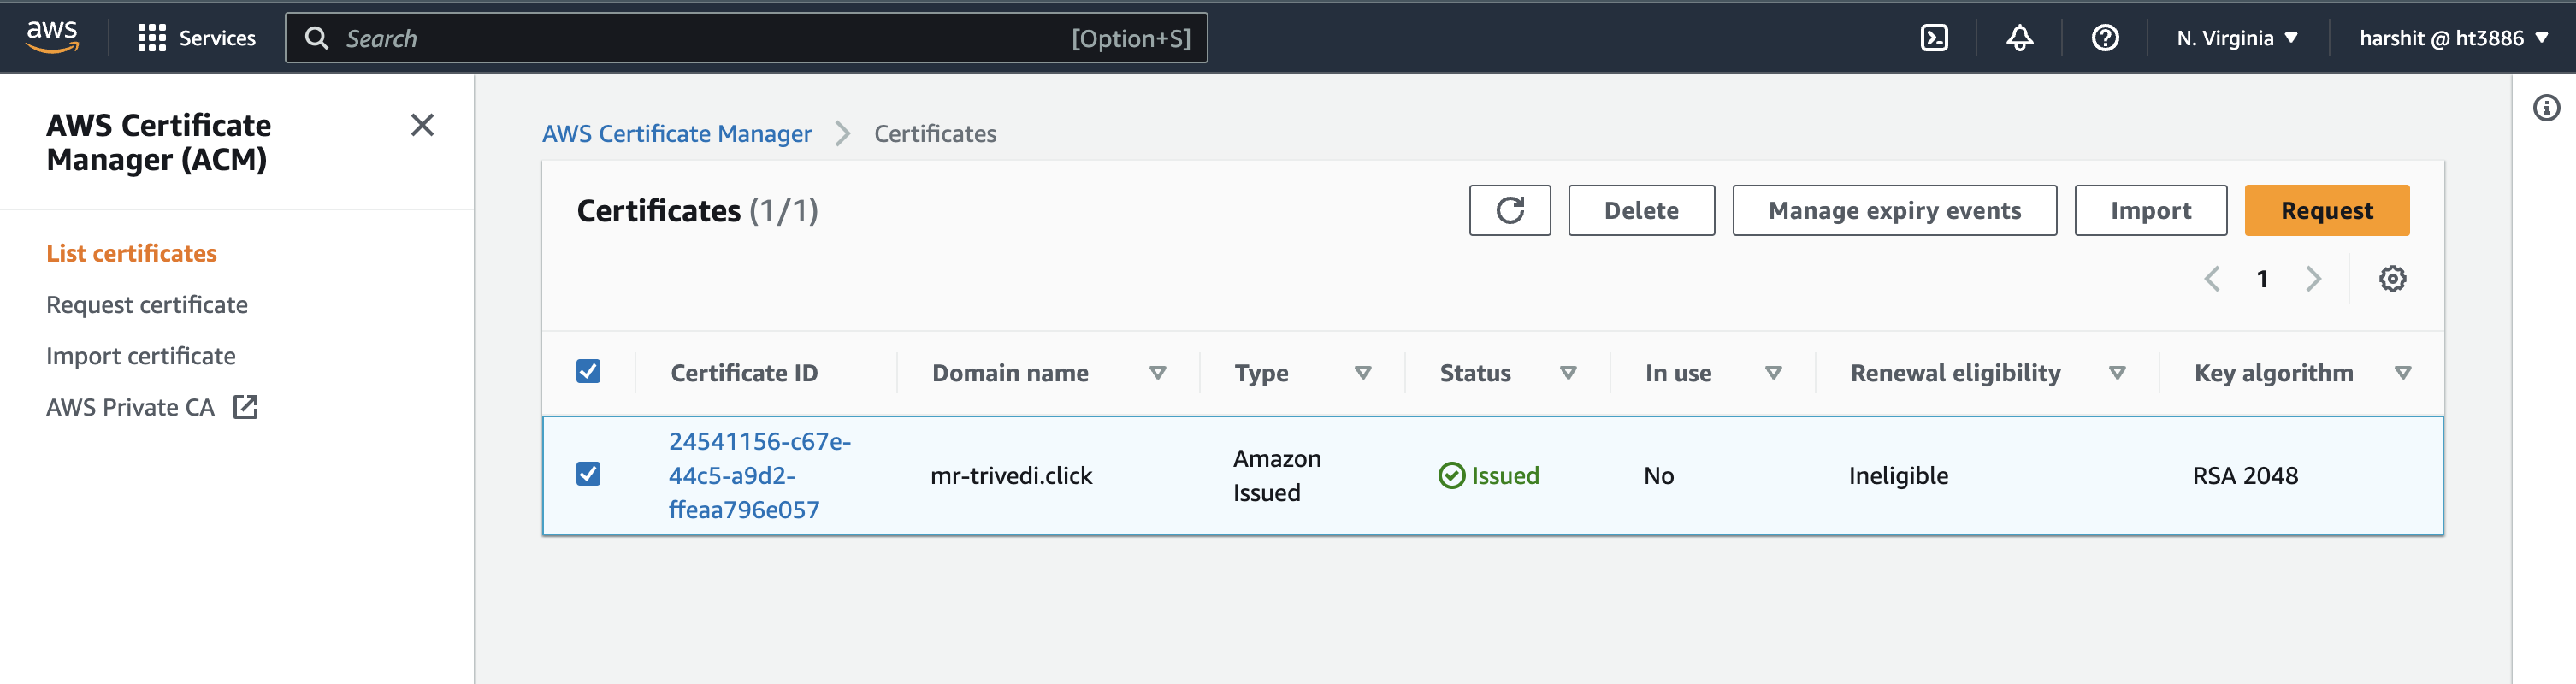 aws
Services
Search [Option+S]
N. Virginia
harshit @ ht3886
AWS Certificate
Manager (ACM)
List certificates
Request certificate
Import certificate
AWS Private CA
AWS Certificate Manager
Certificates
Certificates (1/1)
Delete
Manage expiry events
Import
Request
1
Certificate ID
Domain name
Type
Status
In use
Renewal eligibility
Key algorithm
24541156-c67e-
44c5-a9d2-
ffeaa796e057
mr-trivedi.click
Amazon
Issued
Issued
No
Ineligible
RSA 2048